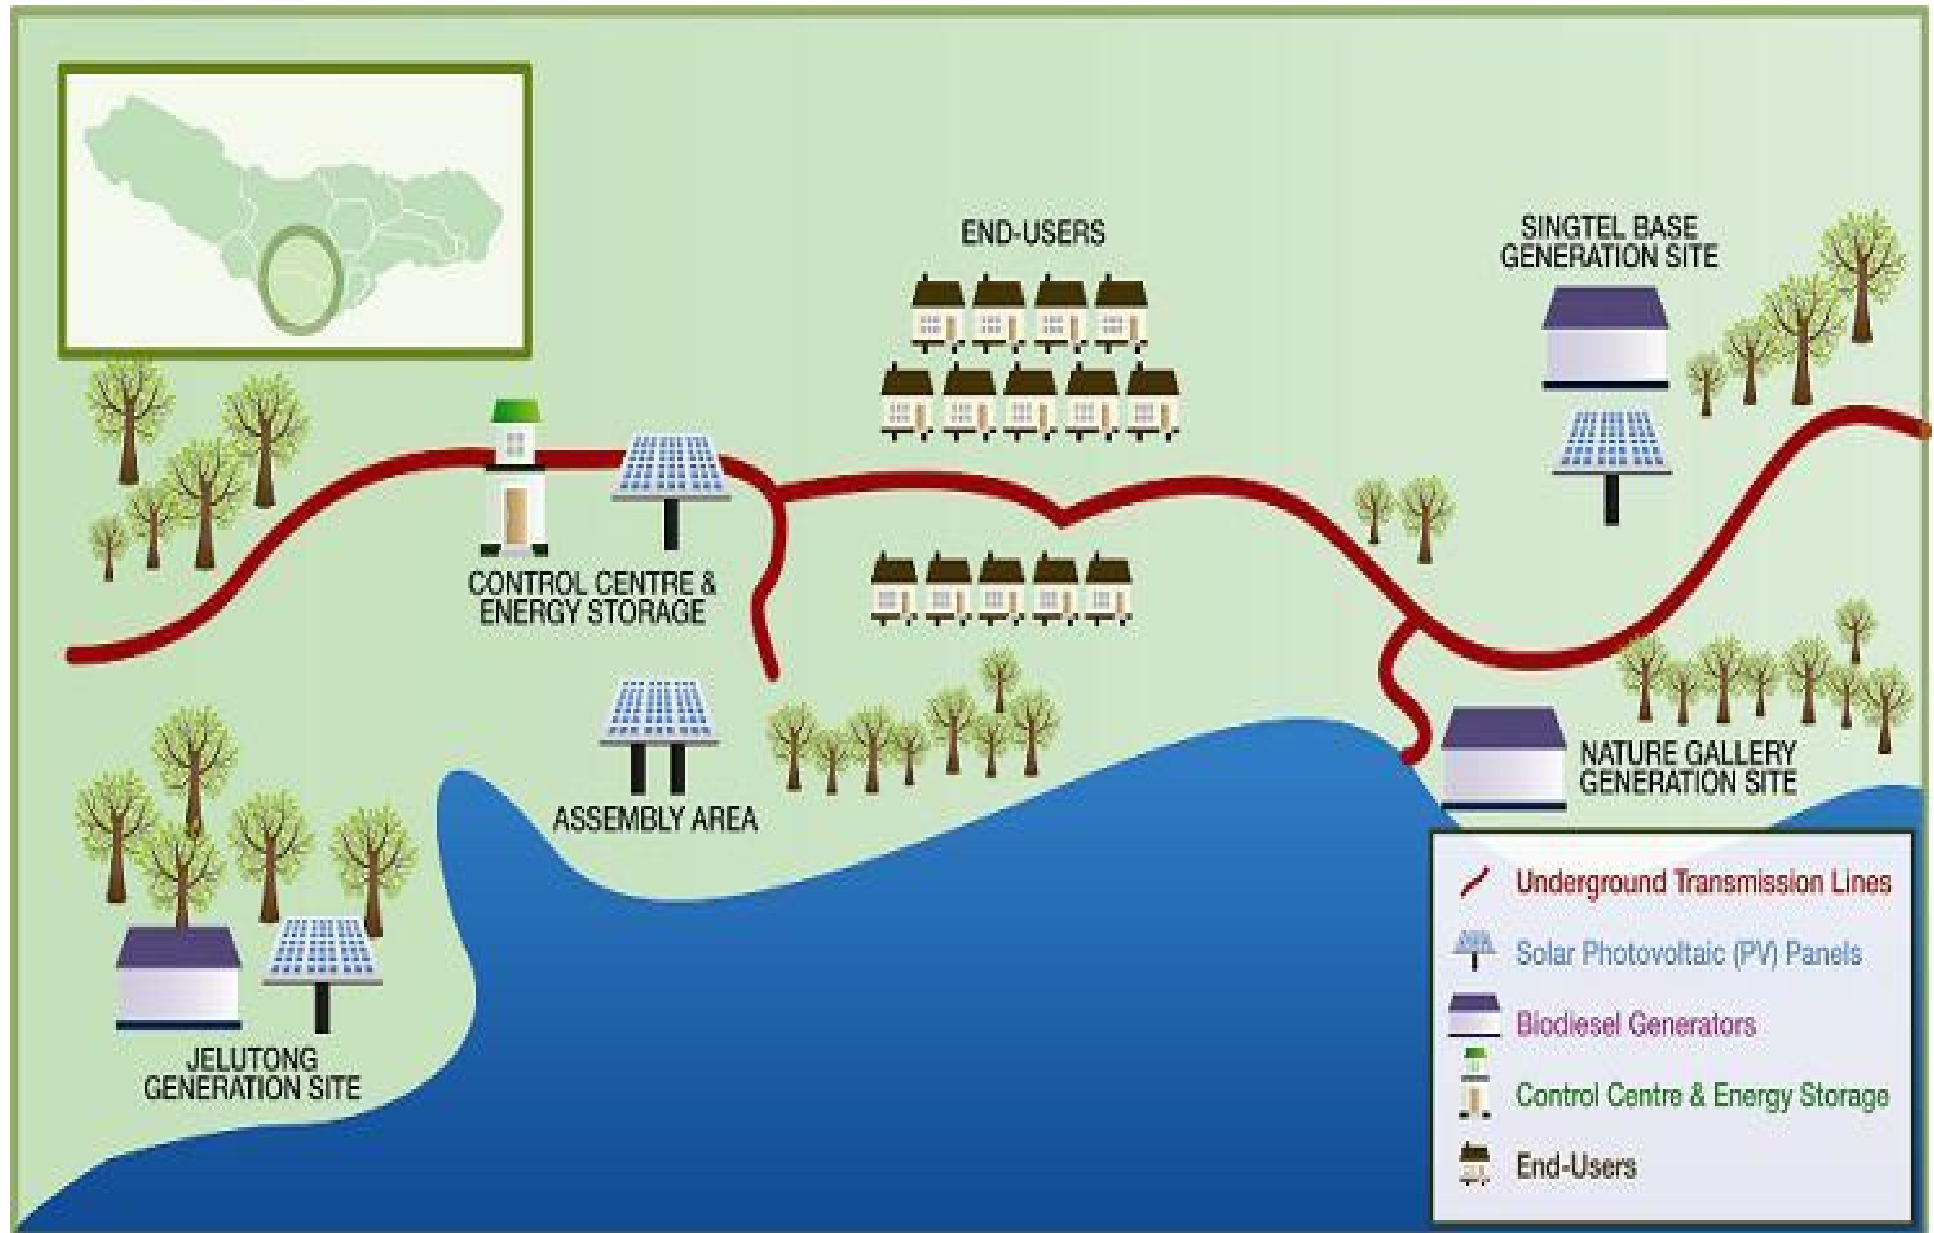 END-USERS
SINGTEL BASE
GENERATION SITE
CONTROL CENTRE &
ENERGY STORAGE
ASSEMBLY AREA
NATURE GALLERY
GENERATION SITE
JELUTONG
GENERATION SITE
Underground Transmission Lines
Solar Photovoltaic (PV) Panels
Biodiesel Generators
Control Centre & Energy Storage
End-Users